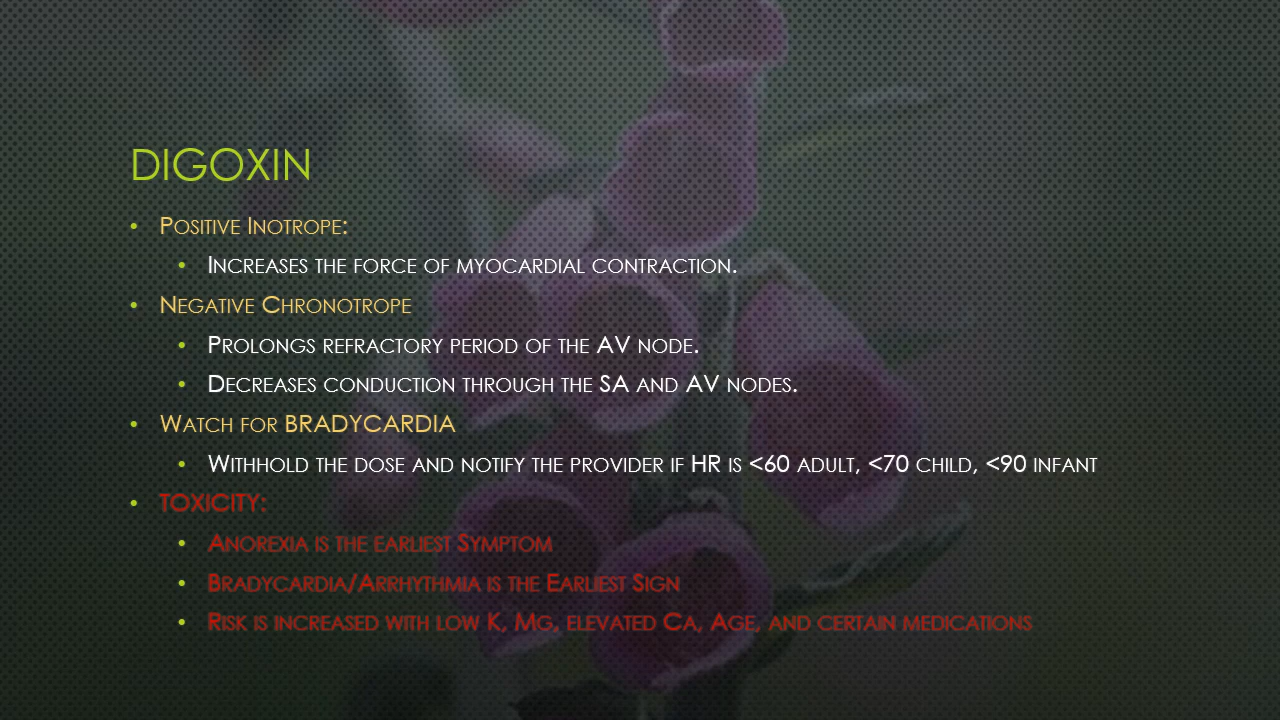 DIGOXIN
• Positive Inotrope:
• Increases the force of myocardial contraction.
• Negative Chronotrope
• Prolongs refractory period of the AV node.
• Decreases conduction through the SA and AV nodes.
• Watch for BRADYCARDIA
• Withhold the dose and notify the provider if HR is <60 adult, <70 child, <90 infant
• TOXICITY:
• Anorexia is the earliest Symptom
• Bradycardia/Arrhythmia is the Earliest Sign
• Risk is increased with low K, Mg, elevated Ca, Age, and certain medications